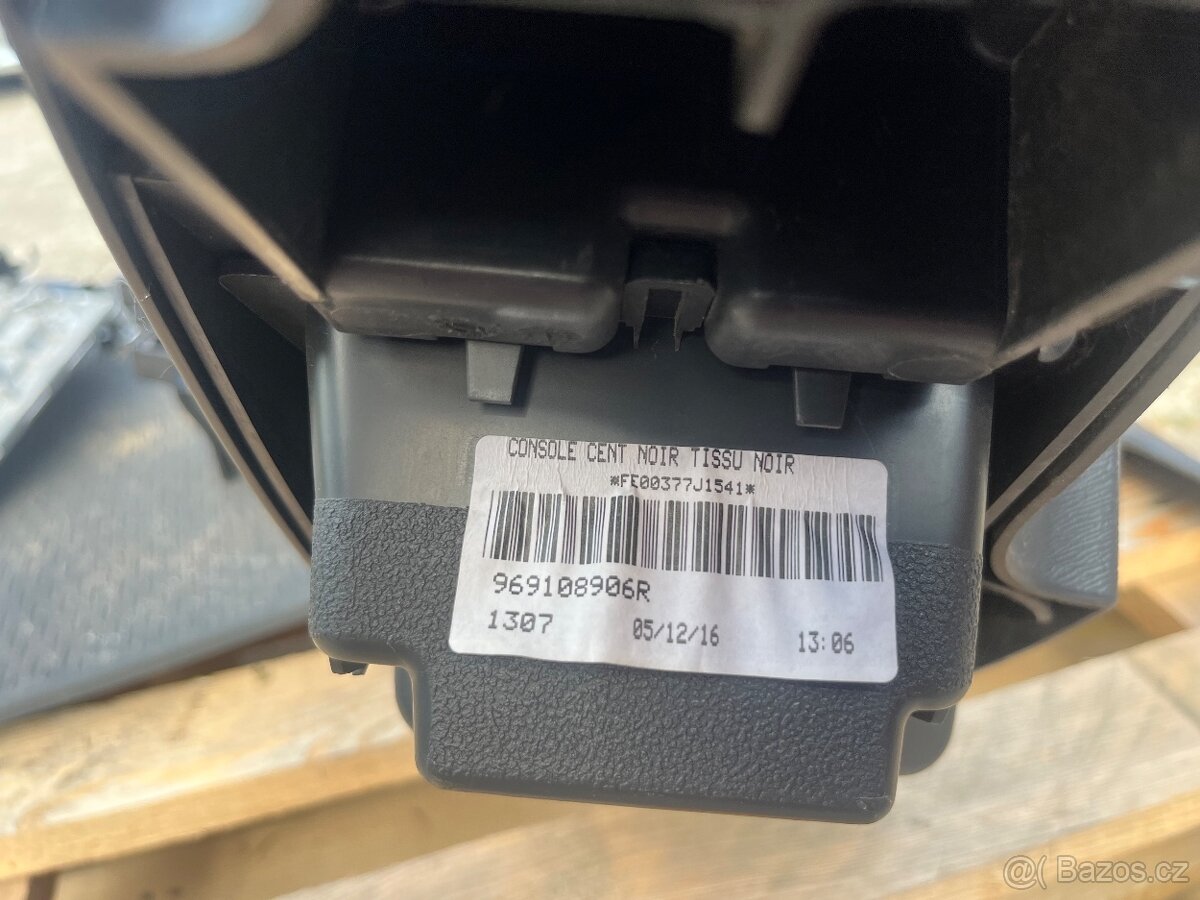 CONSOLE CENT NOIR TISSU NOIR
*FE00377J1541*
969108906R
1307 05/12/16 13:06
@( Bazos.cz